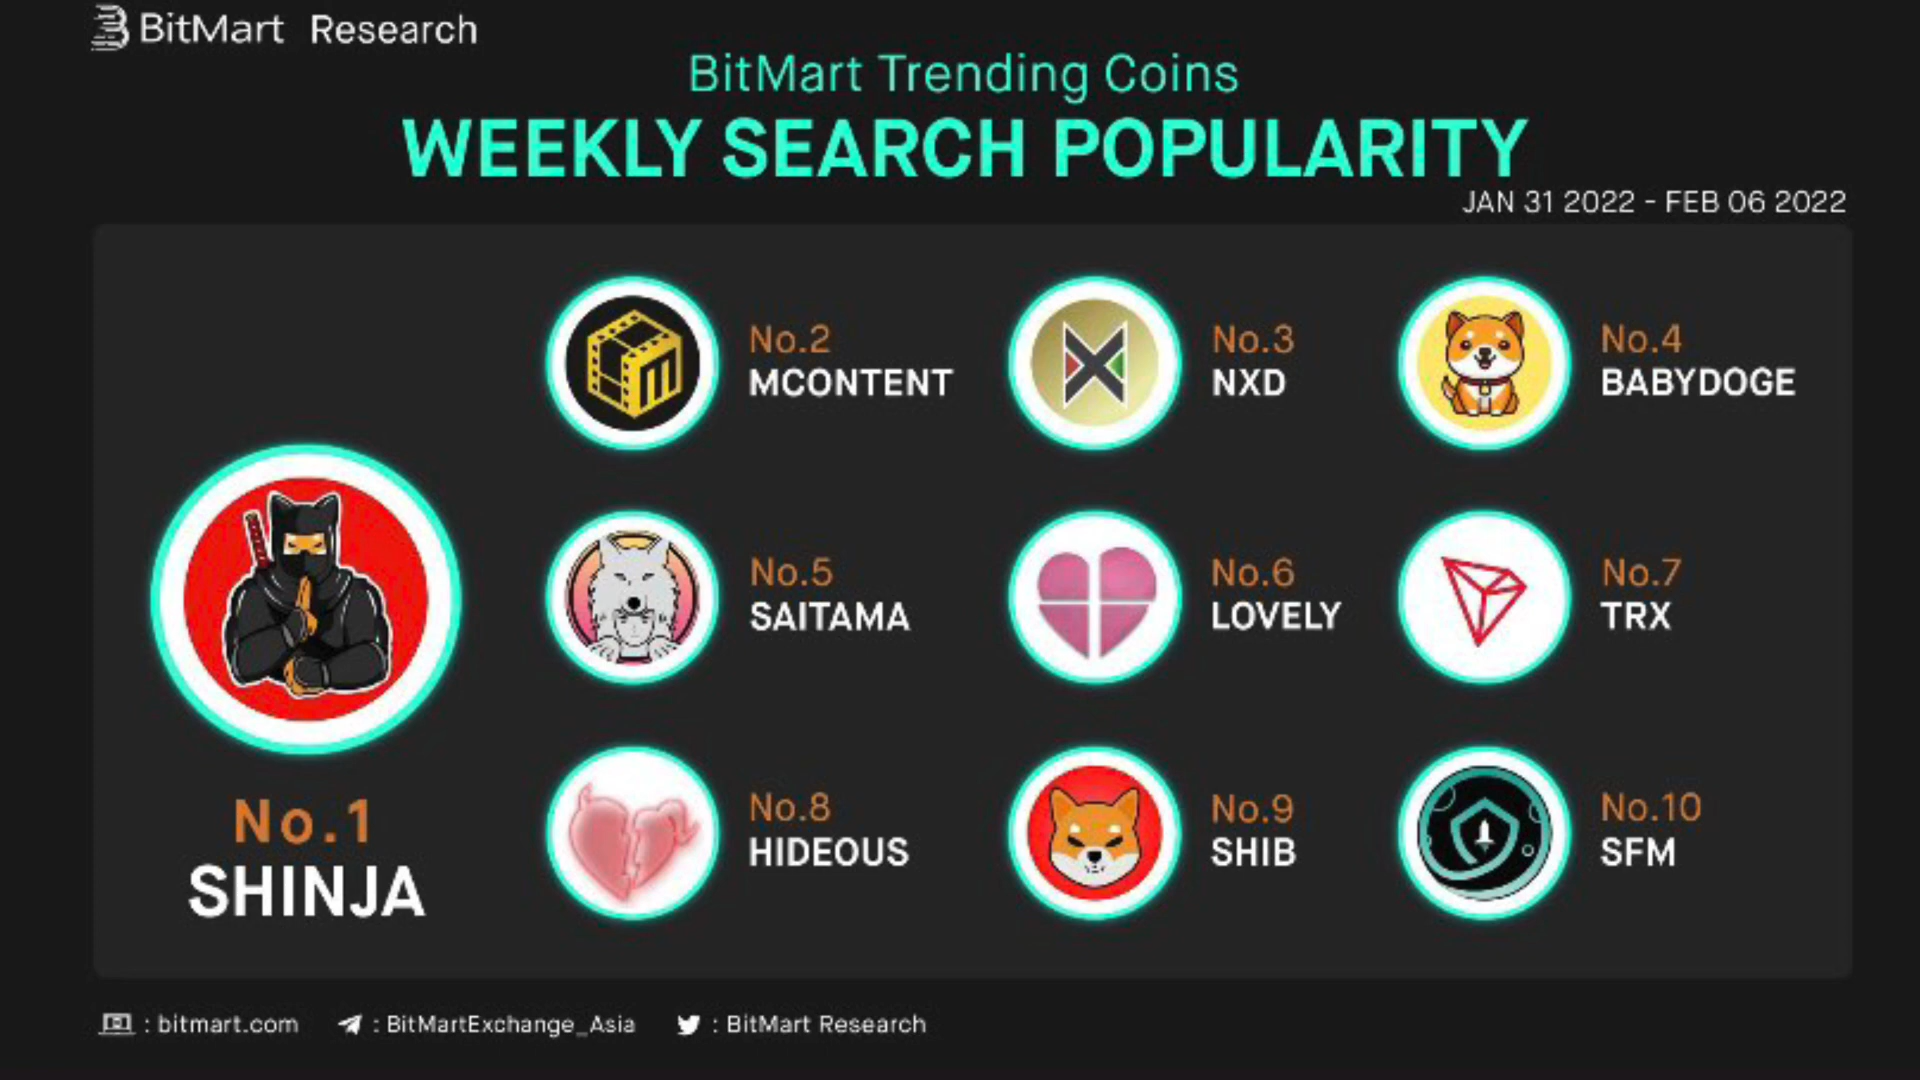 BitMart Research
BitMart Trending Coins
WEEKLY SEARCH POPULARITY
JAN 31 2022 - FEB 06 2022
No.1
SHINJA
No.2
MCONTENT
No.3
NXD
No.4
BABYDOGE
No.5
SAITAMA
No.6
LOVELY
No.7
TRX
No.8
HIDEOUS
No.9
SHIB
No.10
SFM
: bitmart.com
: BitMartExchange_Asia
: BitMart Research